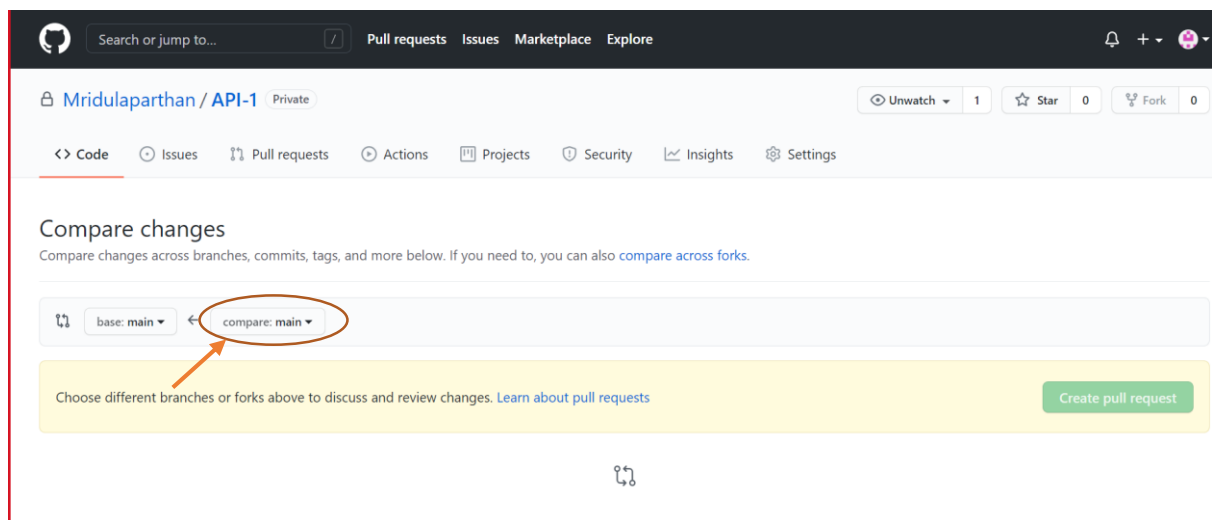 Search or jump to... / Pull requests Issues Marketplace Explore
Mridulaparthan / API-1 Private Unwatch 1 Star 0 Fork 0
<> Code Issues Pull requests Actions Projects Security Insights Settings
Compare changes
Compare changes across branches, commits, tags, and more below. If you need to, you can also compare across forks.
base: main compare: main
Choose different branches or forks above to discuss and review changes. Learn about pull requests Create pull request